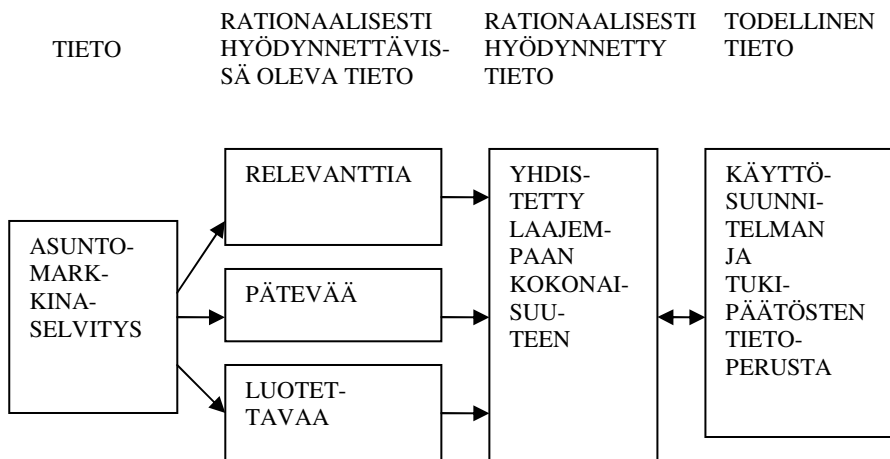 TIETO
RATIONAALISESTI
HYÖDYNNETTÄVIS-
SÄ OLEVA TIETO
RATIONAALISESTI
HYÖDYNNETTY
TIETO
TODELLINEN
TIETO
ASUNTO-
MARK-
KINA-
SELVITYS
RELEVANTTIA
PÄTEVÄÄ
LUOTET-
TAVAA
YHDIS-
TETTY
LAAJEM-
PAAN
KOKONAI-
SUU-
TEEN
KÄYTTÖ-
SUUNNI-
TELMAN
JA
TUKI-
PÄÄTÖSTEN
TIETO-
PERUSTA